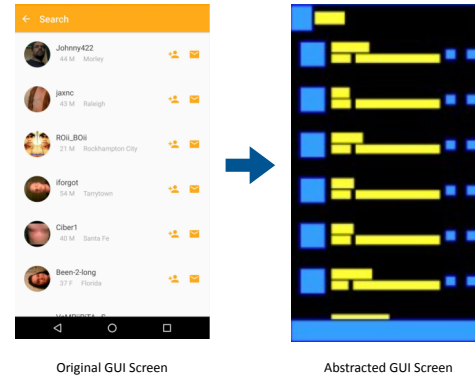 Search
Johnny422
44 M Morley
jaxnc
43 M Raleigh
ROii_BOii
21 M Rockhampton City
iforgot
54 M Tarrytown
Ciber1
40 M Santa Fe
Been-2-long
37 F Florida
Original GUI Screen
Abstracted GUI Screen